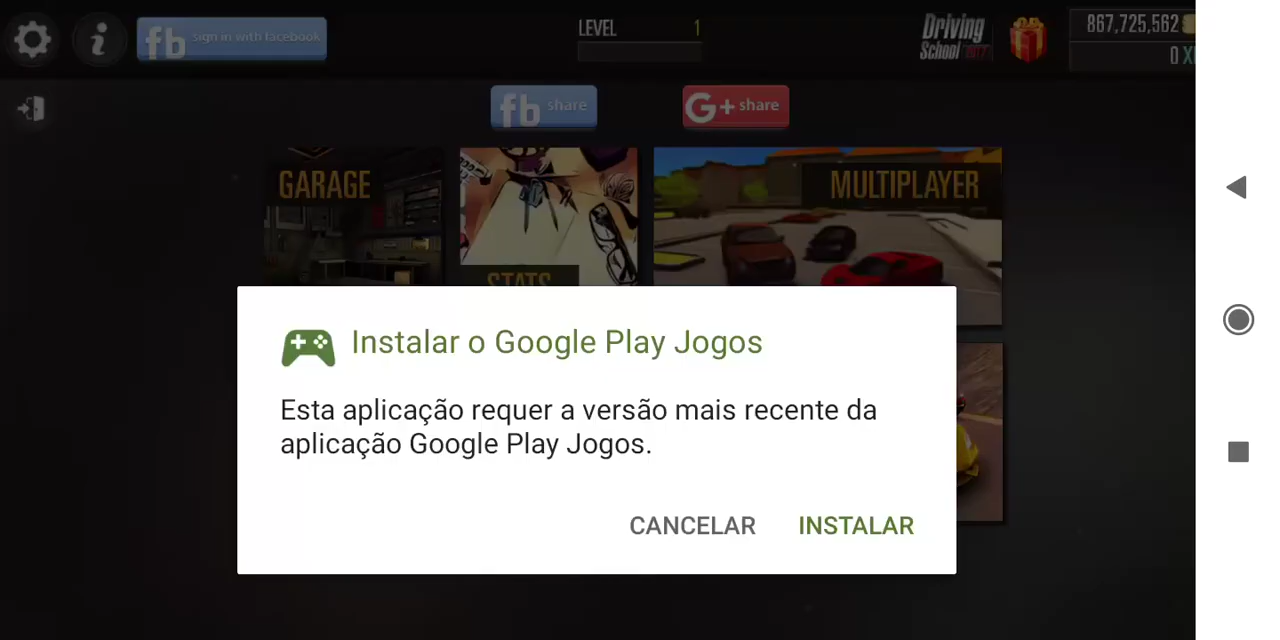 i
fb sign in with facebook
LEVEL 1
Driving School 2017
867,725,562
0 X
fb share
G+ share
GARAGE
STATS
MULTIPLAYER
Instalar o Google Play Jogos
Esta aplicação requer a versão mais recente da
aplicação Google Play Jogos.
CANCELAR INSTALAR